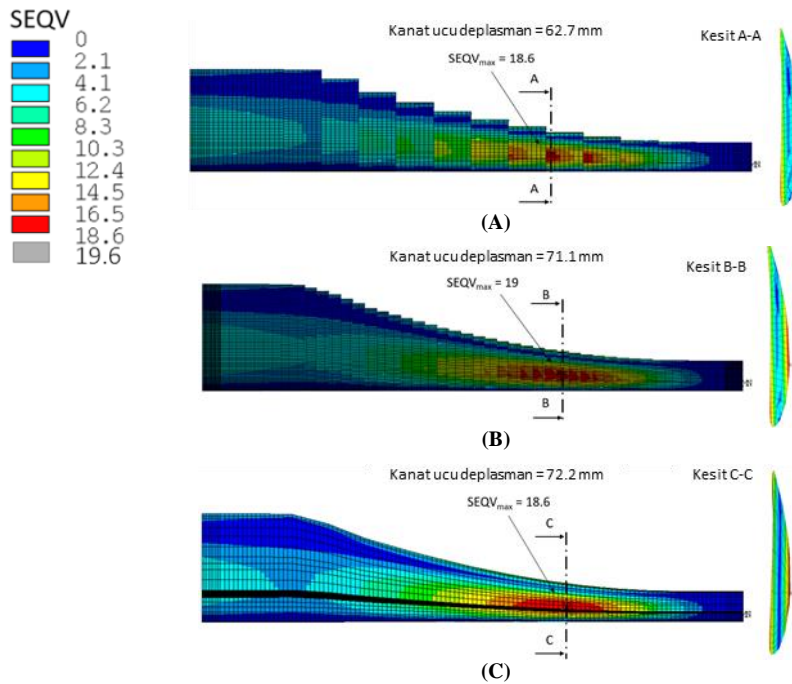 SEQV
0
2.1
4.1
6.2
8.3
10.3
12.4
14.5
16.5
18.6
19.6
Kanat ucu deplasman = 62.7 mm
Kesit A-A
SEQVmax = 18.6
A
A
(A)
Kanat ucu deplasman = 71.1 mm
Kesit B-B
SEQVmax = 19
B
B
(B)
Kanat ucu deplasman = 72.2 mm
Kesit C-C
SEQVmax = 18.6
C
C
(C)